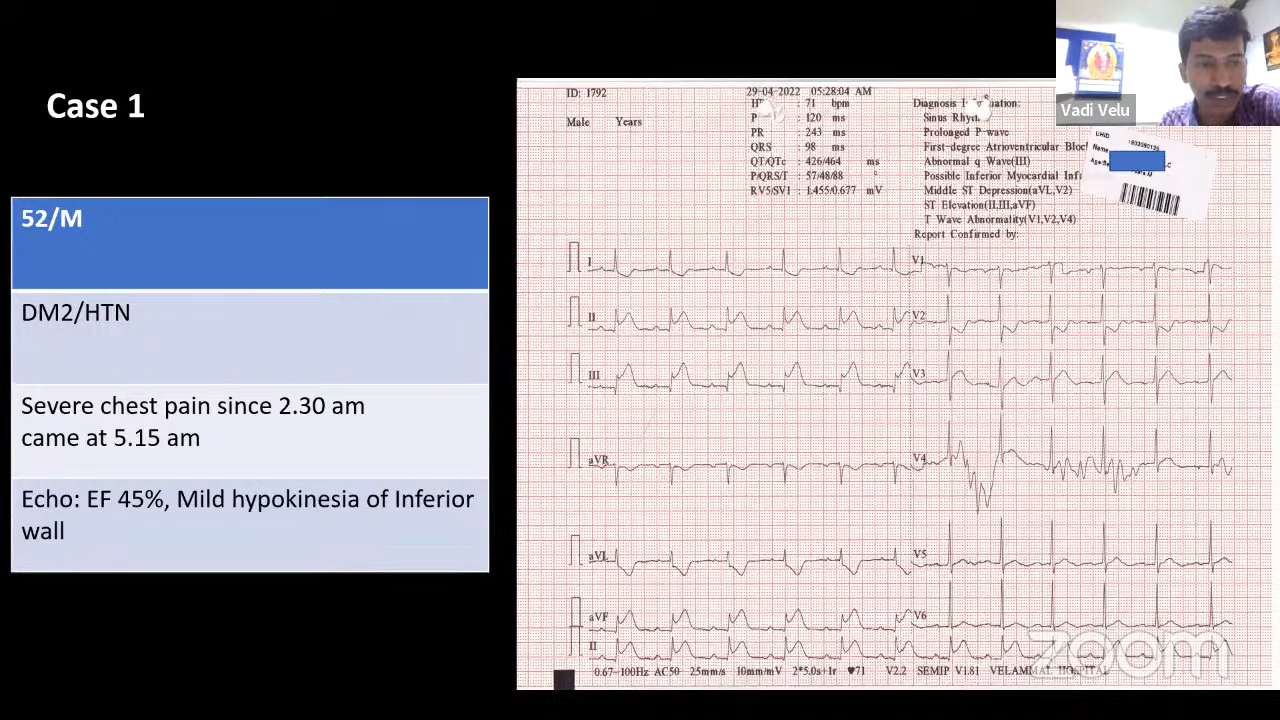 Case 1
52/M
DM2/HTN
Severe chest pain since 2.30 am
came at 5.15 am
Echo: EF 45%, Mild hypokinesia of Inferior
wall
ID: 1792
Male Years
29-04-2022 05:28:04 AM
: 71 bpm
P : 120 ms
PR : 243 ms
QRS : 98 ms
QT/QTc : 426/464 ms
P/QRS/T : 57/48/88 °
RV5/SV1 : 1.455/0.677 mV
Diagnosis
Sinus
Prolonged P wave
First-degree Atrioventricular
Abnormal q Wave(III)
Possible Inferior Myocardial
Middle ST Depression(aVL,V2)
ST Elevation(II,III,aVF)
T Wave Abnormality(V1,V2,V4)
Report Confirmed by:
Vadi Velu
UHID
Name
I
II
III
aVR
aVL
aVF
II
V1
V2
V3
V4
V5
V6
0.67~100Hz AC50 25mm/s 10mm/mV 2*5.0s+1r ♥71 V2.2 SEMIP V1.81 VELAMMAL HOSPITAL
zoom